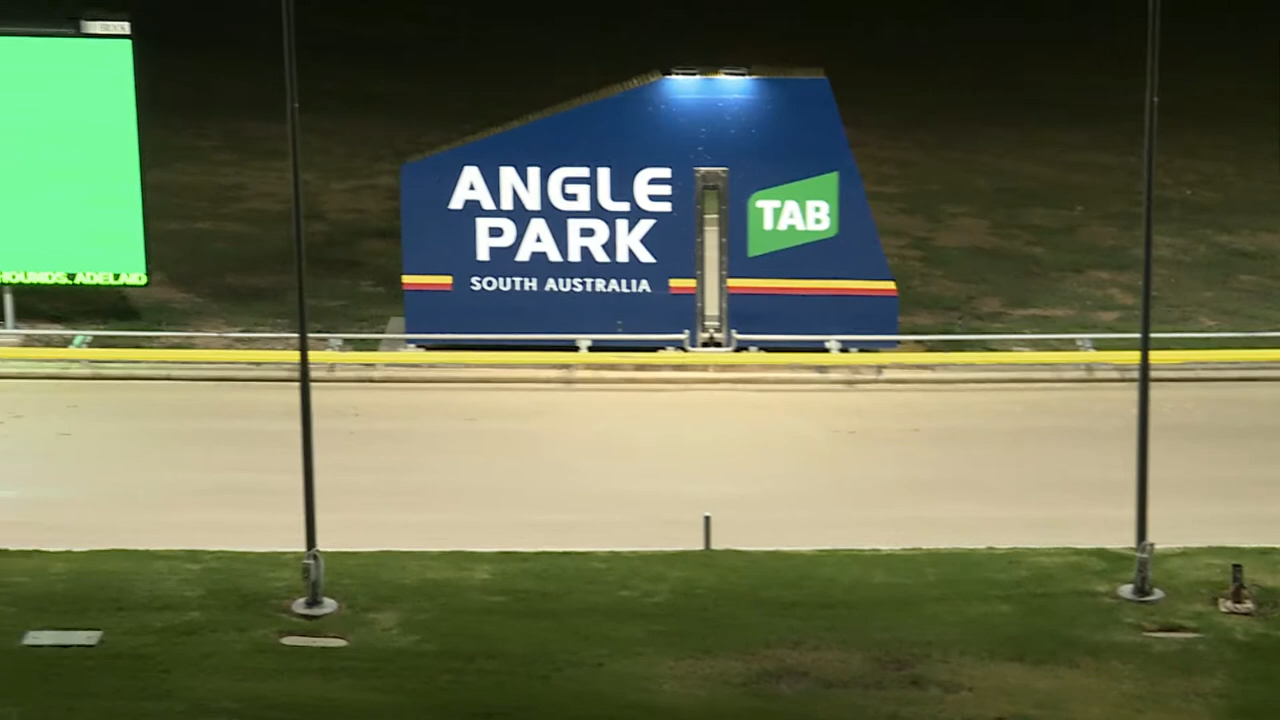 HOUNDS. ADELAID
ANGLE
PARK
SOUTH AUSTRALIA
TAB